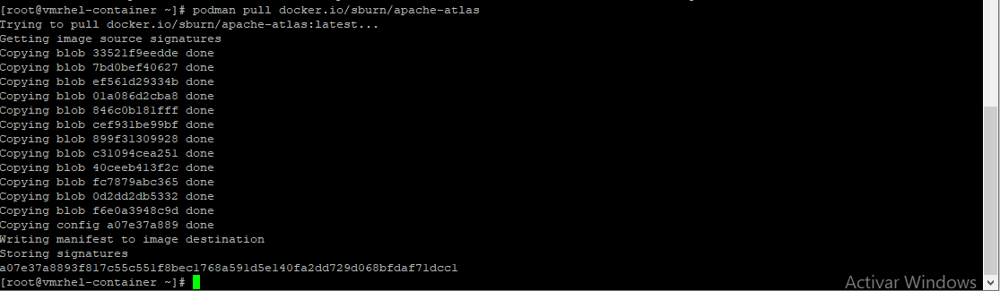 [root@vmrhel-container ~]# podman pull docker.io/sburn/apache-atlas
Trying to pull docker.io/sburn/apache-atlas:latest...
Getting image source signatures
Copying blob 33521f9eedde done
Copying blob 7bd0bef40627 done
Copying blob ef561d29334b done
Copying blob 01a086d2cba8 done
Copying blob 846c0b181fff done
Copying blob cef931be99bf done
Copying blob 899f31309928 done
Copying blob c31094cea251 done
Copying blob 40ceeb413f2c done
Copying blob fc7879abc365 done
Copying blob 0d2dd2db5332 done
Copying blob f6e0a3948c9d done
Copying config a07e37a889 done
Writing manifest to image destination
Storing signatures
a07e37a8893f817c55c551f8bec1768a591d5e140fa2dd729d068bfdaf71dcc1
[root@vmrhel-container ~]#
Activar Windows